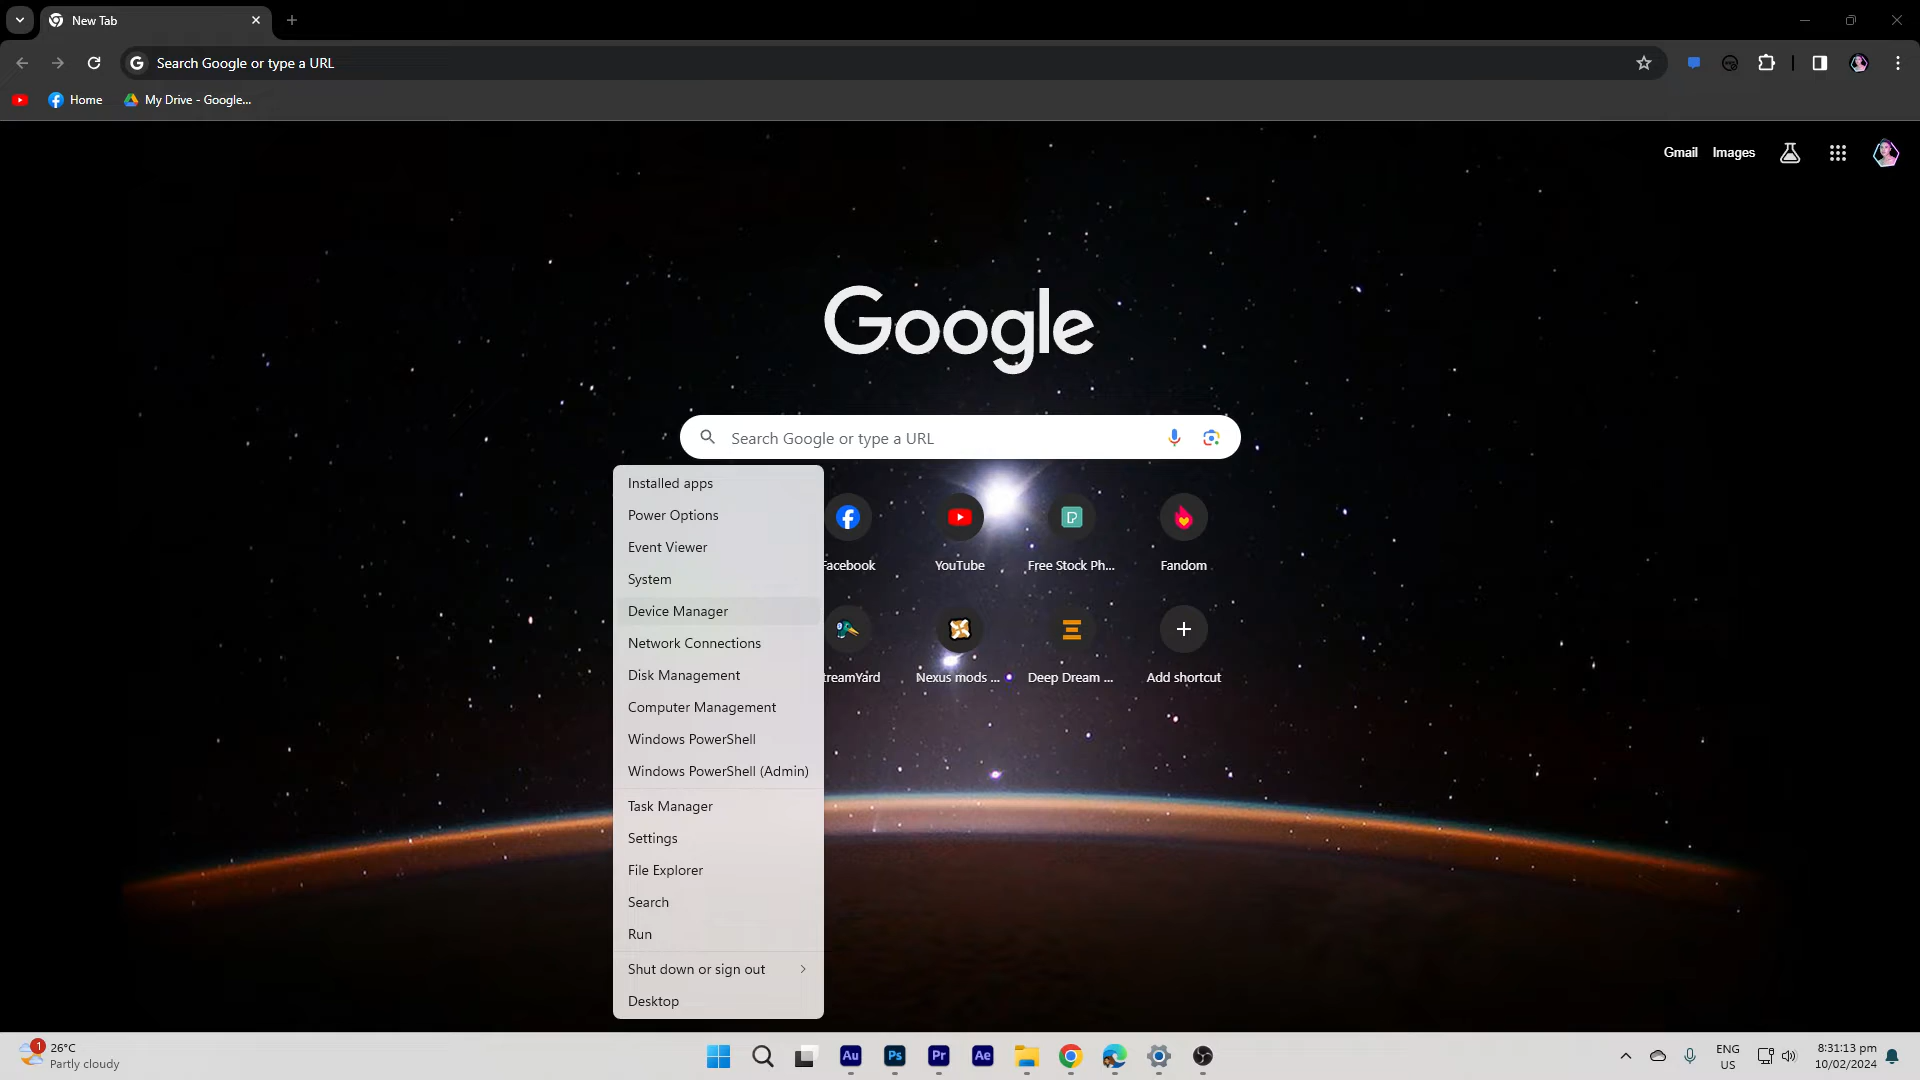 New Tab
Search Google or type a URL
Home
My Drive - Google...
Gmail
Images
Google
Search Google or type a URL
Installed apps
Power Options
Event Viewer
System
Device Manager
Network Connections
Disk Management
Computer Management
Windows PowerShell
Windows PowerShell (Admin)
Task Manager
Settings
File Explorer
Search
Run
Shut down or sign out
Desktop
Facebook
YouTube
Free Stock Ph...
Fandom
treamYard
Nexus mods ...
Deep Dream ...
Add shortcut
1
26°C
Partly cloudy
Au
Ps
Pr
Ae
ENG
US
8:31:13 pm
10/02/2024